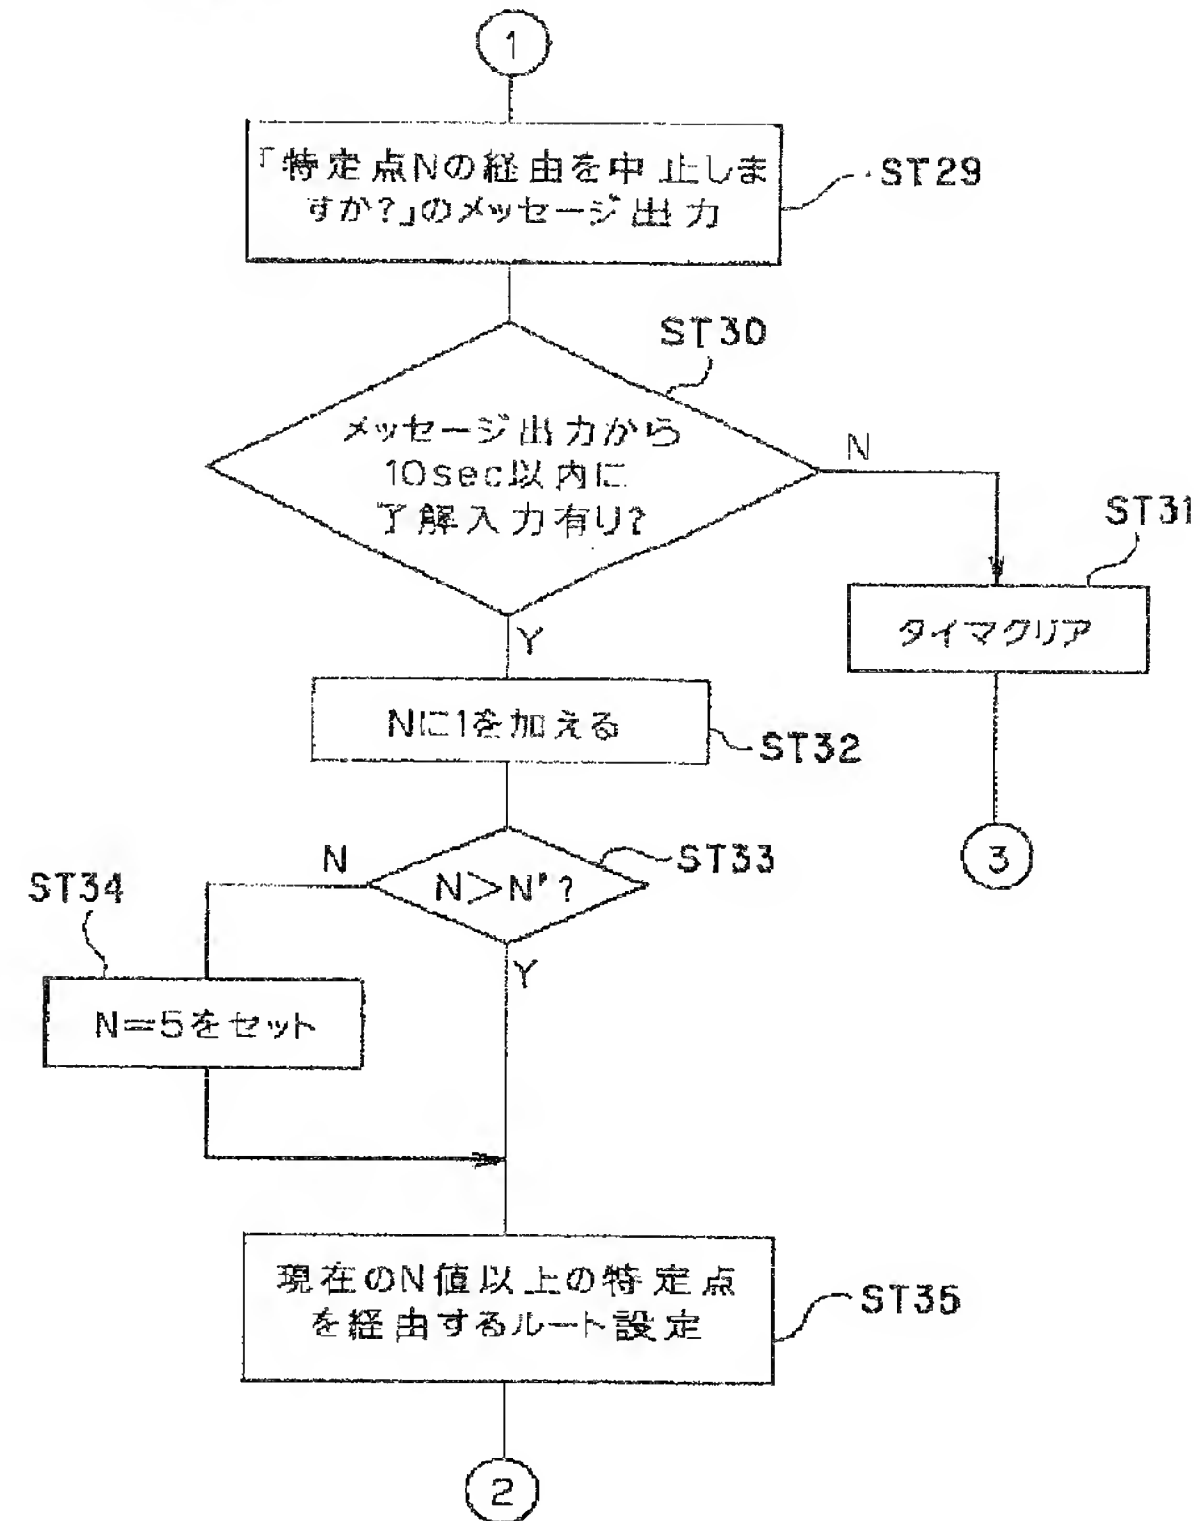 1
「特定点Nの経由を中止しま
すか?」のメッセージ出力
ST29
ST30
メッセージ出力から
10sec以内に
了解入力有り?
N
ST31
タイマクリア
Y
Nに1を加える
ST32
3
N>N'?
ST33
N
ST34
Y
N=5をセット
現在のN値以上の特定点
を経由するルート設定
ST35
2